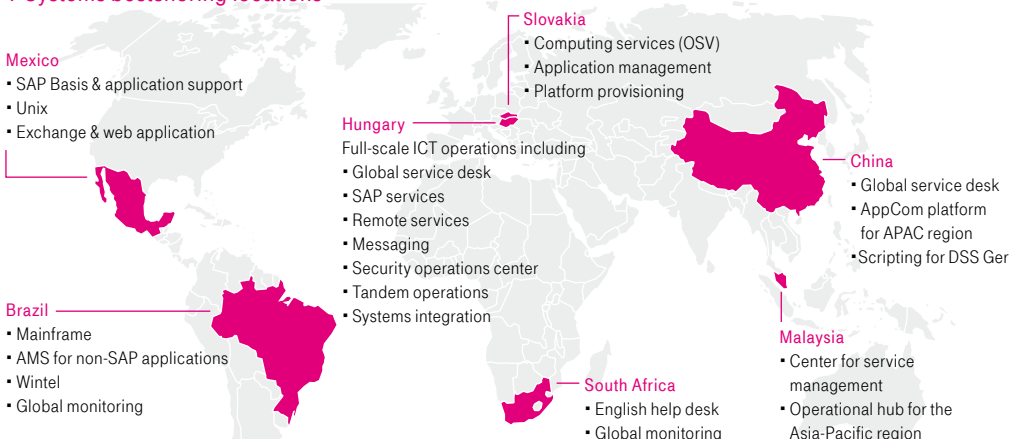 Systems bestshoring locations
Mexico
▪ SAP Basis & application support
▪ Unix
▪ Exchange & web application
Slovakia
▪ Computing services (OSV)
▪ Application management
▪ Platform provisioning
Hungary
Full-scale ICT operations including
▪ Global service desk
▪ SAP services
▪ Remote services
▪ Messaging
▪ Security operations center
▪ Tandem operations
▪ Systems integration
China
▪ Global service desk
▪ AppCom platform
for APAC region
▪ Scripting for DSS Ger
Brazil
▪ Mainframe
▪ AMS for non-SAP applications
▪ Wintel
▪ Global monitoring
South Africa
▪ English help desk
▪ Global monitoring
Malaysia
▪ Center for service
management
▪ Operational hub for the
Asia-Pacific region